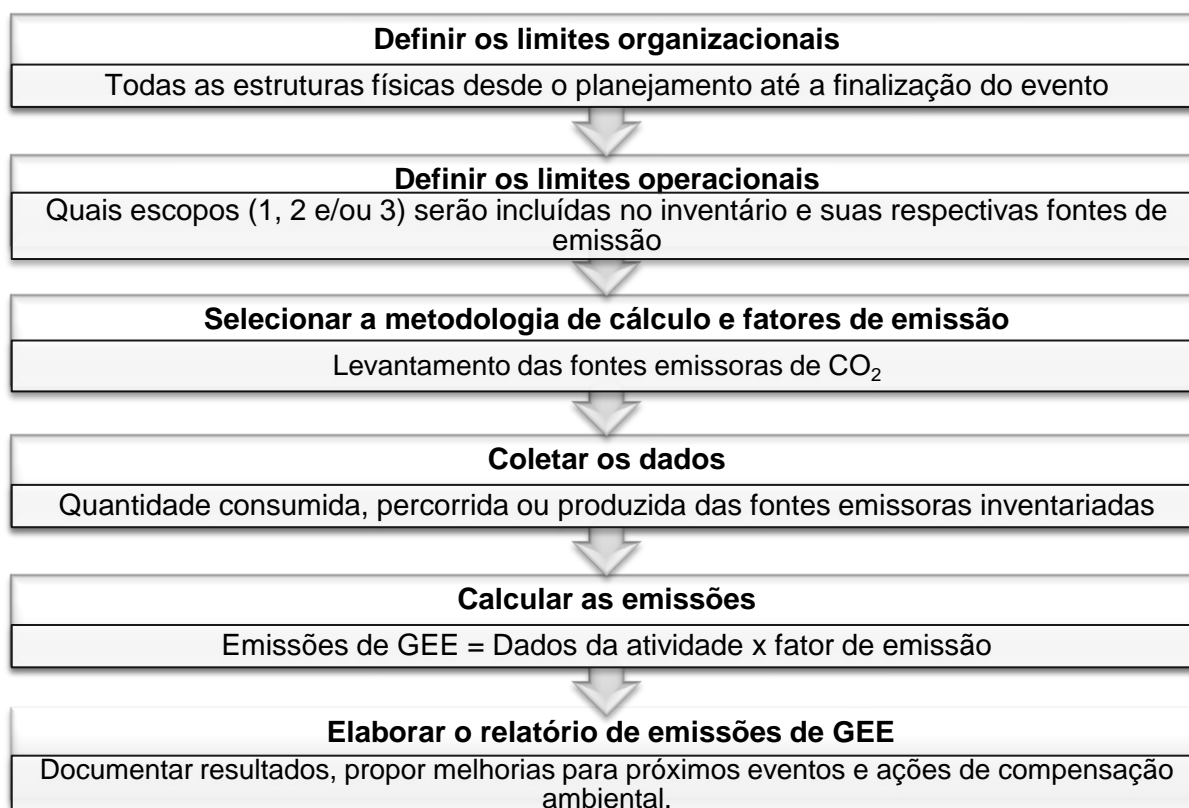 Definir os limites organizacionais
Todas as estruturas físicas desde o planejamento até a finalização do evento
Definir os limites operacionais
Quais escopos (1, 2 e/ou 3) serão incluídas no inventário e suas respectivas fontes de
emissão
Selecionar a metodologia de cálculo e fatores de emissão
Levantamento das fontes emissoras de CO₂
Coletar os dados
Quantidade consumida, percorrida ou produzida das fontes emissoras inventariadas
Calcular as emissões
Emissões de GEE = Dados da atividade x fator de emissão
Elaborar o relatório de emissões de GEE
Documentar resultados, propor melhorias para próximos eventos e ações de compensação
ambiental.